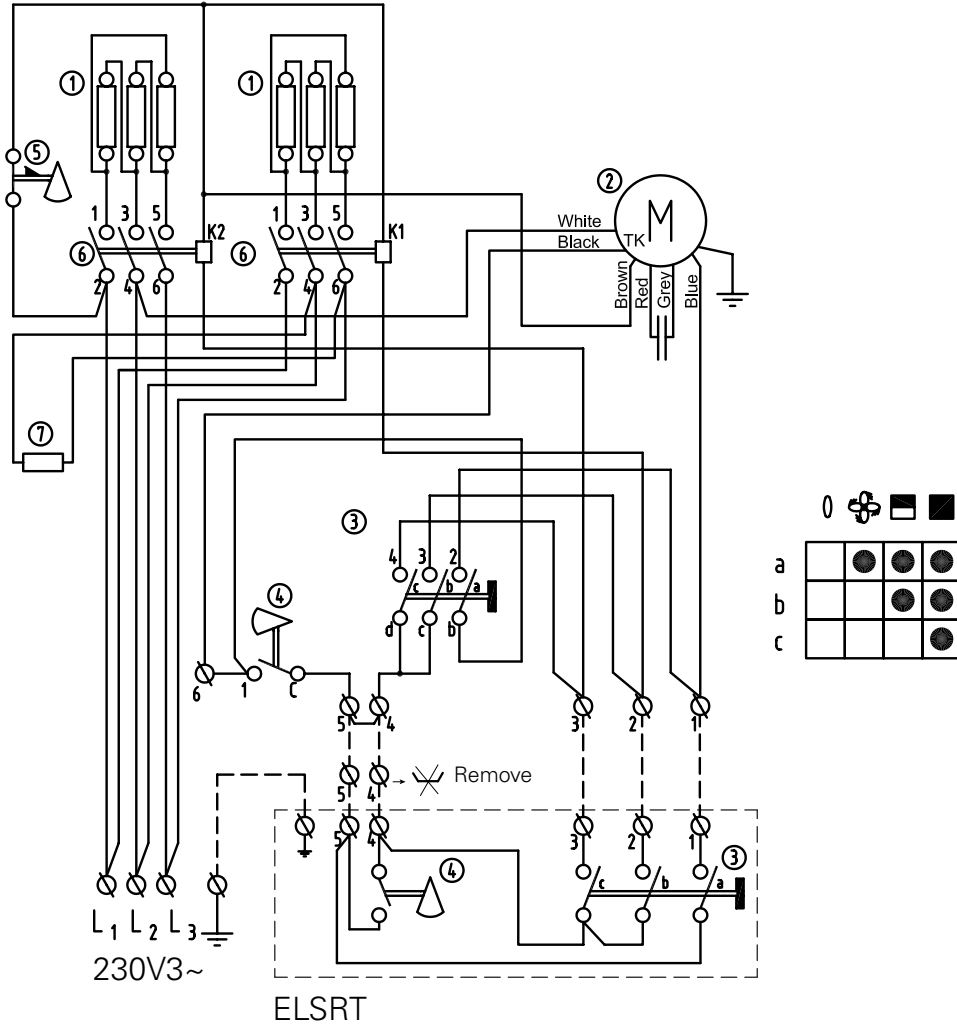 ① ①
⑤
1 3 5 K2
1 3 5 K1
⑥ ⑥
2 4 6
2 4 6
② M
White
Black TK
Brown Red Grey Blue
⑦
③
4 3 2
c b a
d c b
④
6 1 C
5 4 3 2 1
5 4 → Remove
5 4 3 2 1
④ c b a ③
L1 L2 L3
230V3~
ELSRT
a
b
c